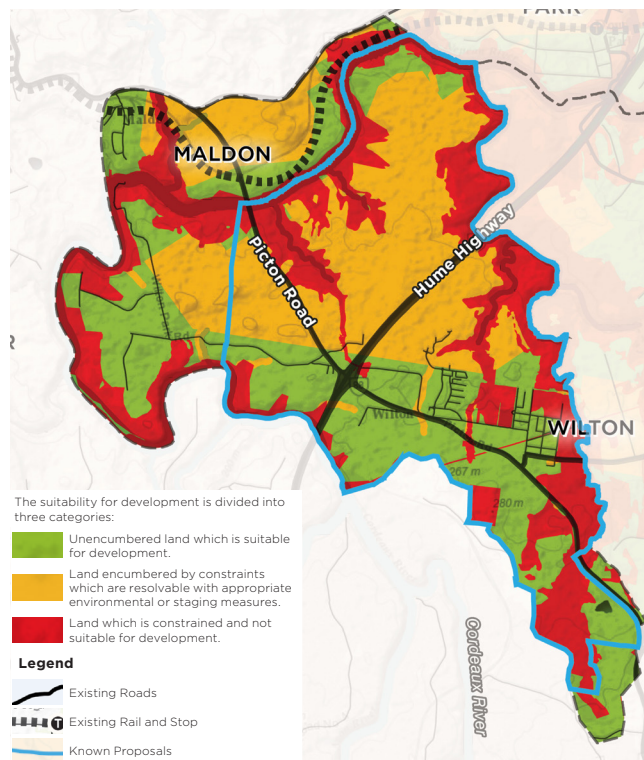 PARK
MALDON
Picton Road
Hume Highway
Wilton
WILTON
267 m
280 m
Cordeaux River
The suitability for development is divided into
three categories:
Unencumbered land which is suitable
for development.
Land encumbered by constraints
which are resolvable with appropriate
environmental or staging measures.
Land which is constrained and not
suitable for development.
Legend
Existing Roads
T
Existing Rail and Stop
Known Proposals